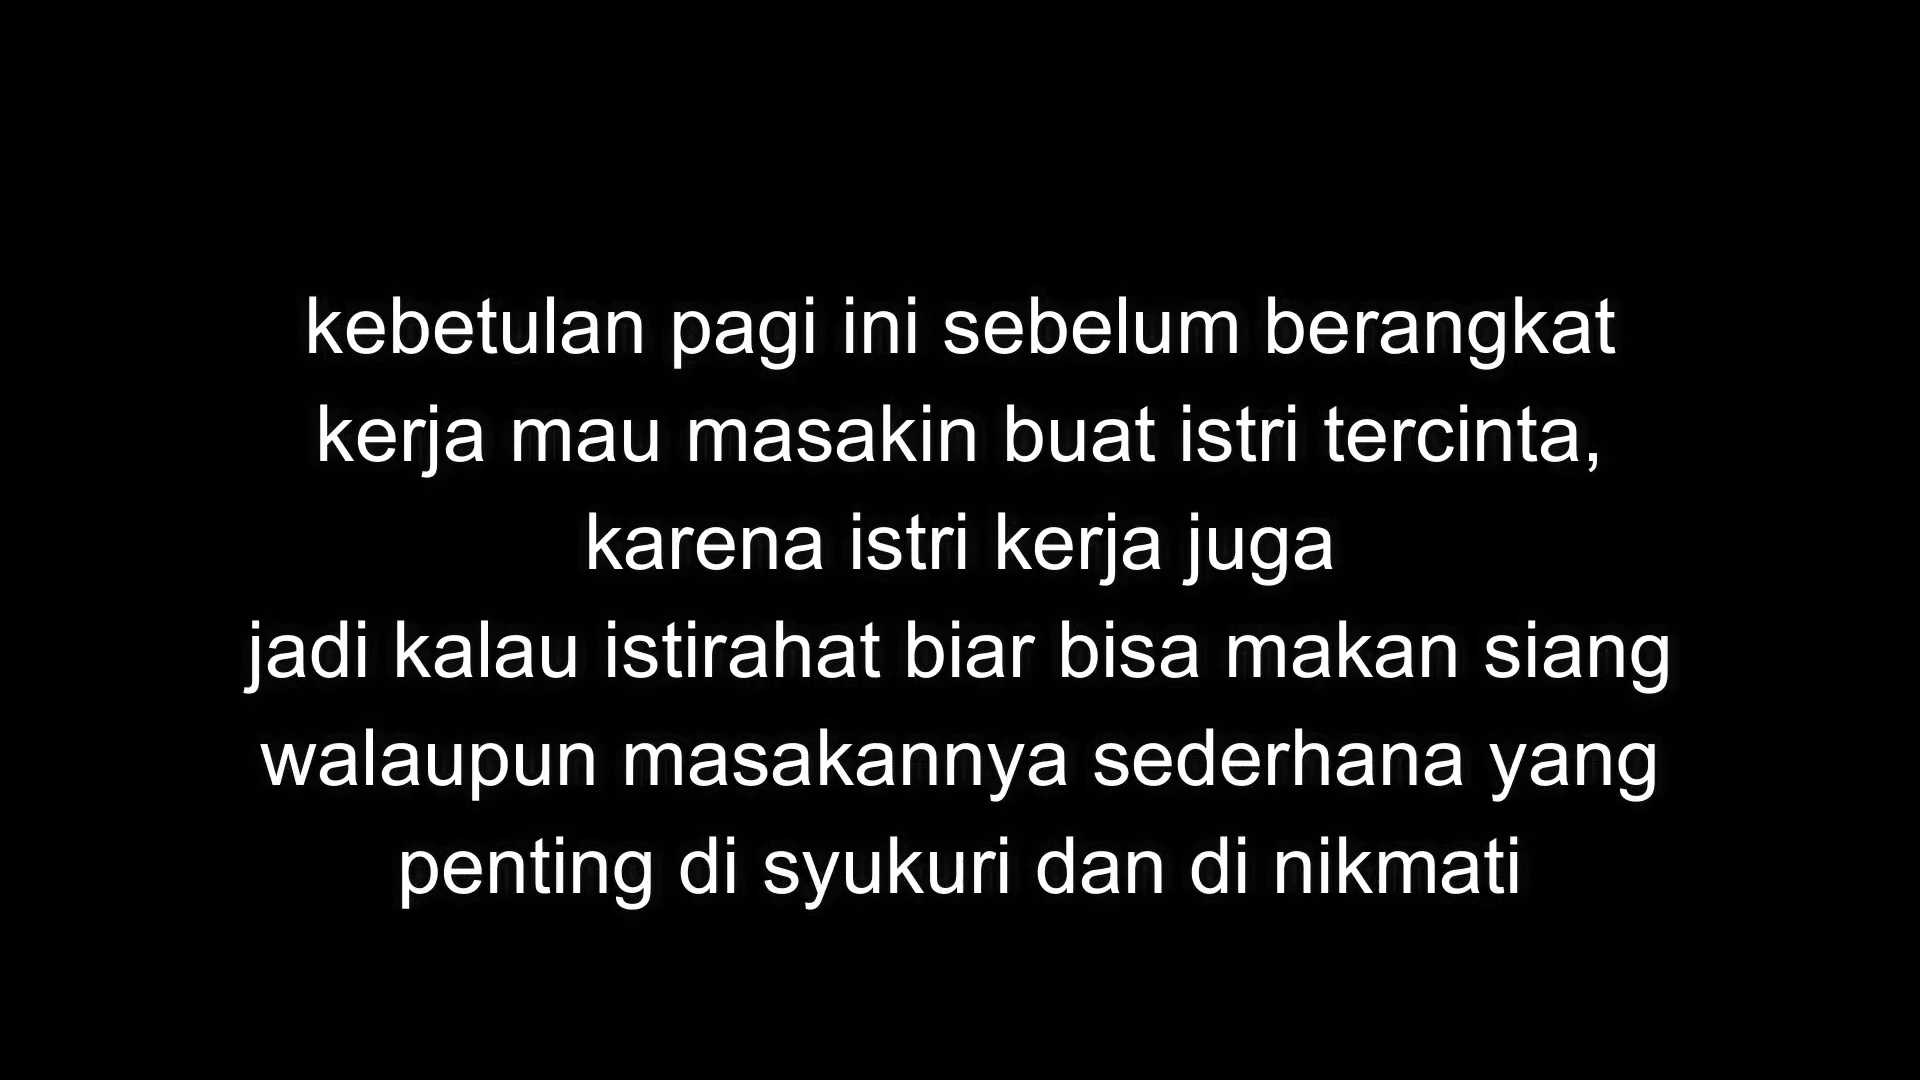 kebetulan pagi ini sebelum berangkat
kerja mau masakin buat istri tercinta,
karena istri kerja juga
jadi kalau istirahat biar bisa makan siang
walaupun masakannya sederhana yang
penting di syukuri dan di nikmati